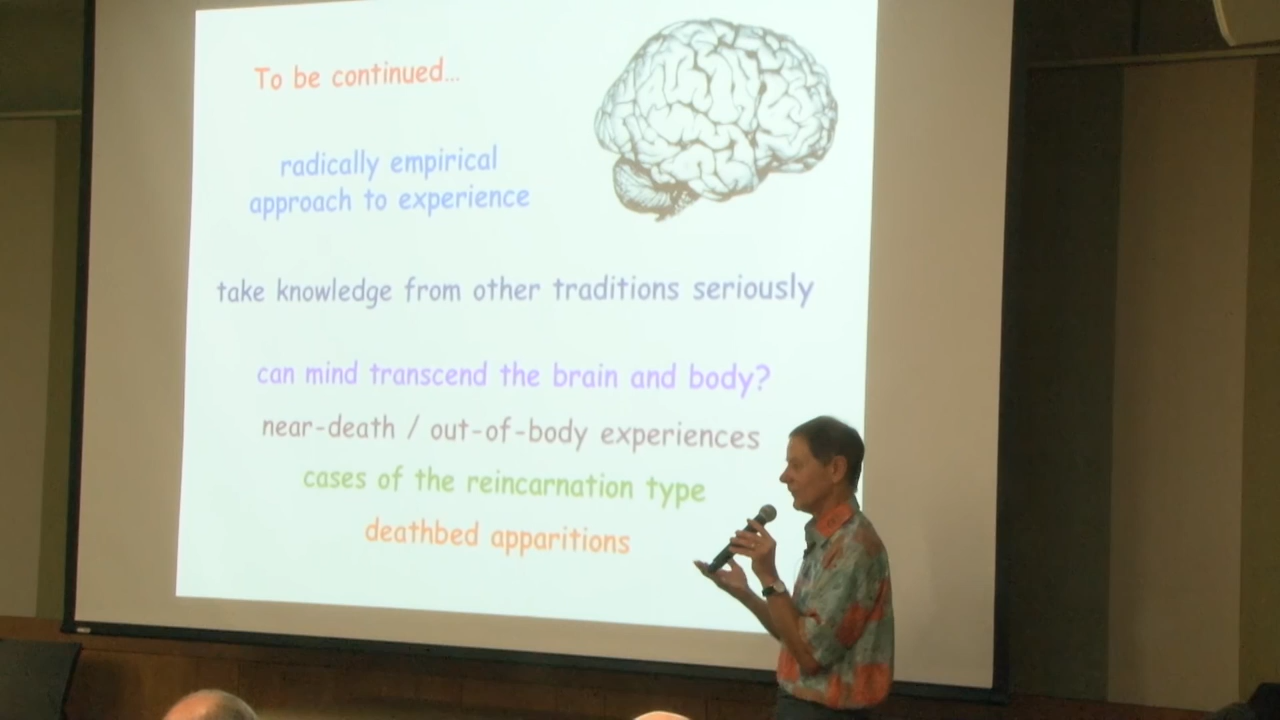 To be continued...
radically empirical
approach to experience
take knowledge from other traditions seriously
can mind transcend the brain and body?
near-death / out-of-body experiences
cases of the reincarnation type
deathbed apparitions